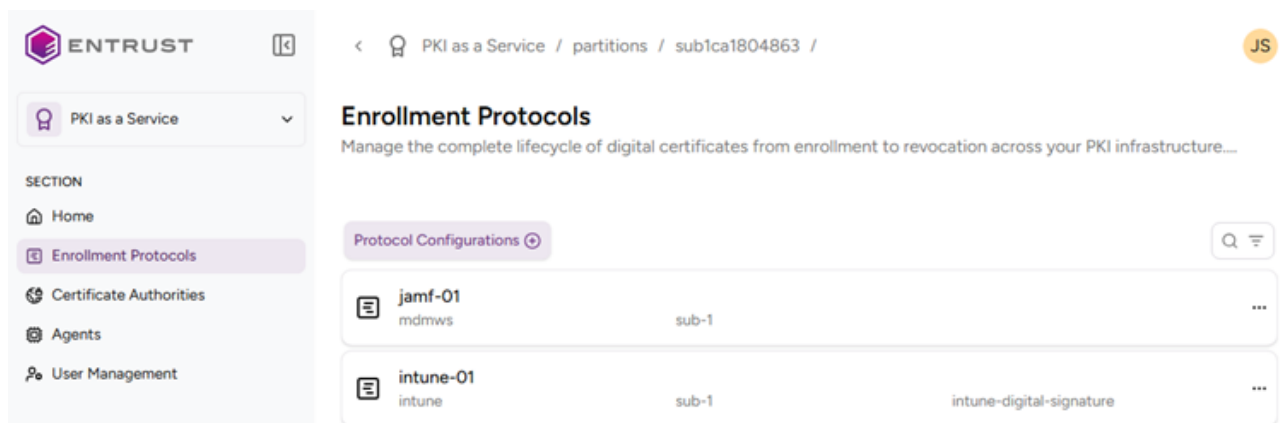 ENTRUST
PKI as a Service
SECTION
Home
Enrollment Protocols
Certificate Authorities
Agents
User Management
PKI as a Service / partitions / sub1ca1804863 /
JS
Enrollment Protocols
Manage the complete lifecycle of digital certificates from enrollment to revocation across your PKI infrastructure....
Protocol Configurations
jamf-01
mdmws sub-1
intune-01
intune sub-1 intune-digital-signature